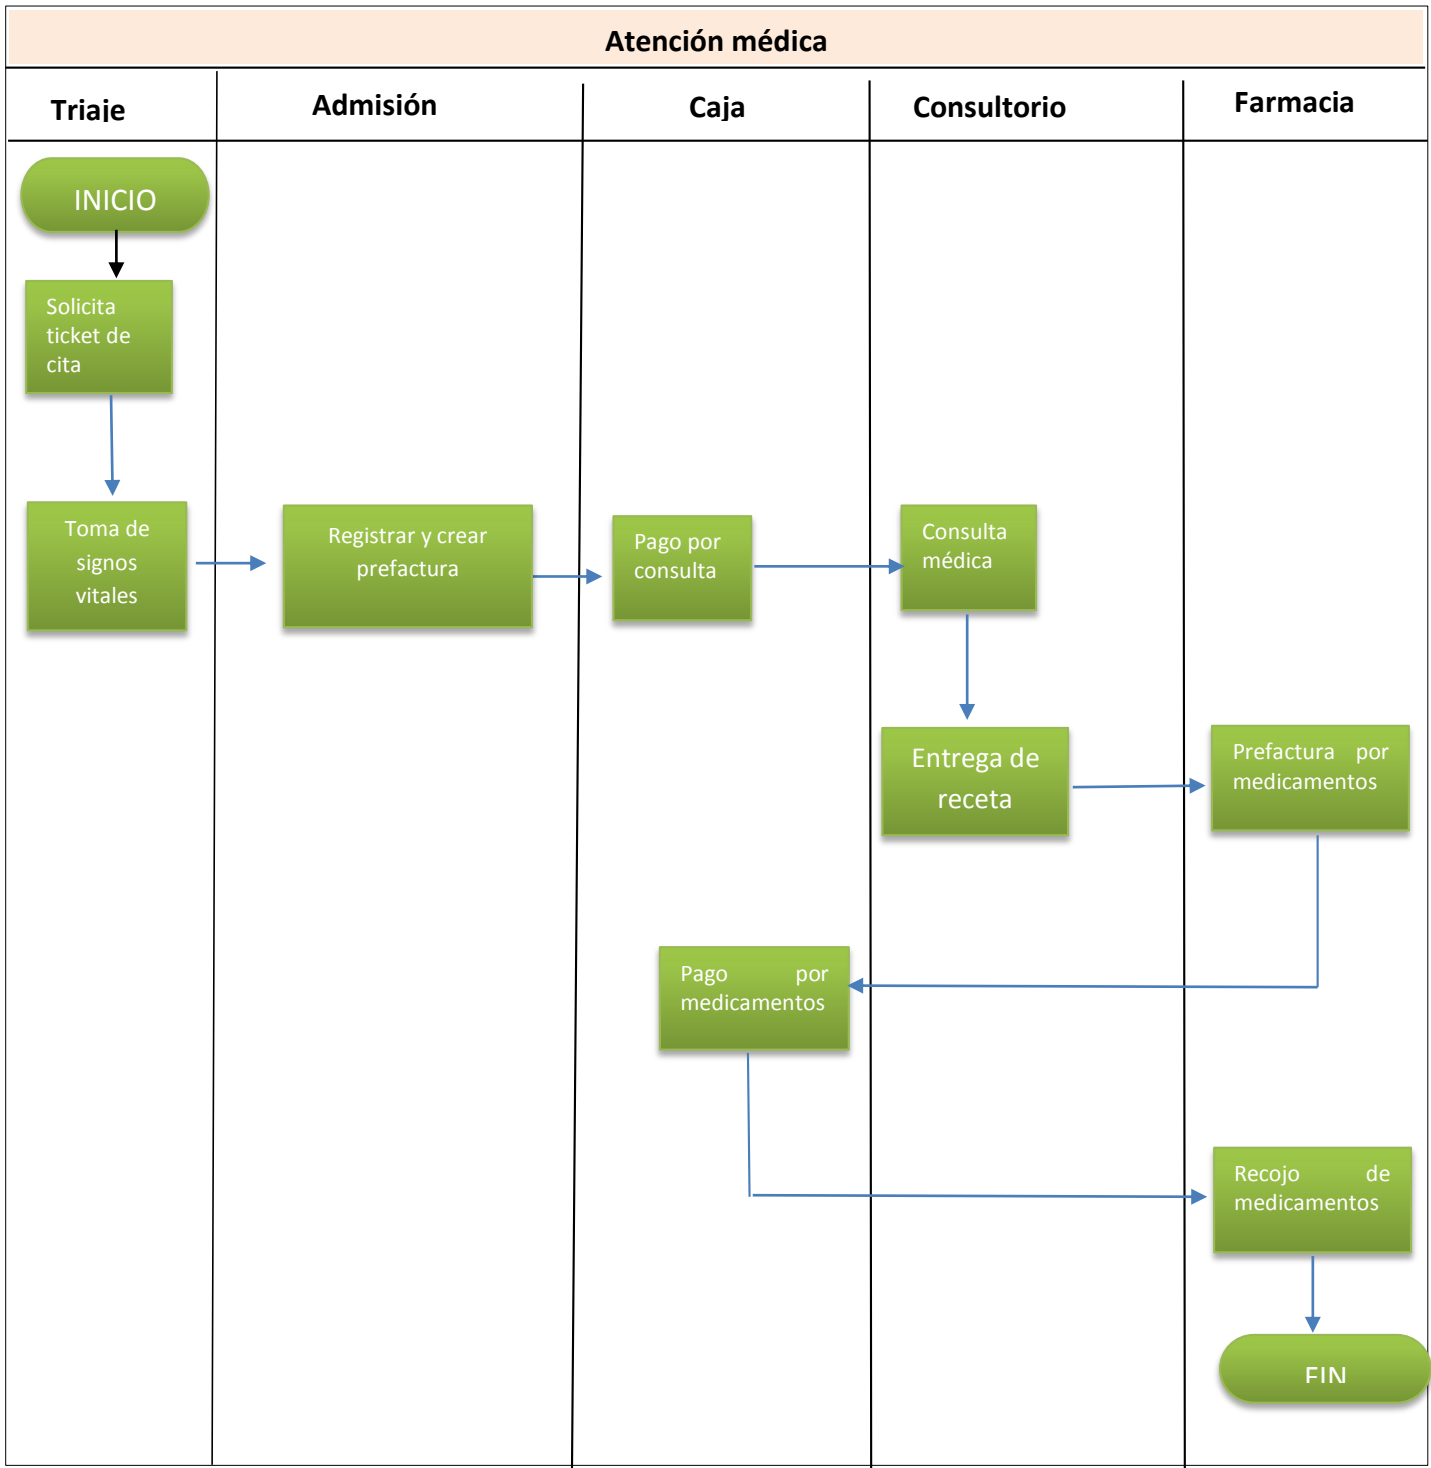 Atención médica
Triaje
Admisión
Caja
Consultorio
Farmacia
INICIO
Solicita
ticket de
cita
Toma de
signos
vitales
Registrar y crear
prefactura
Pago por
consulta
Consulta
médica
Entrega de
receta
Prefactura por
medicamentos
Pago por
medicamentos
Recojo de
medicamentos
FIN